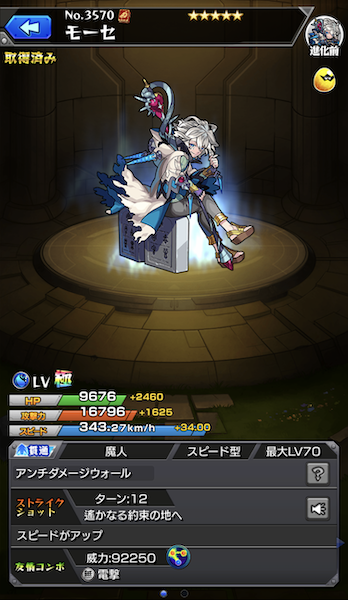 No.3570
★★★★★
モーセ
取得済み
進化前
LV 極
HP 9676 +2460
攻撃力 16796 +1625
スピード 343.27km/h +34.00
貫通 魔人 スピード型 最大LV70
アンチダメージウォール ?
ストライクショット ターン:12
遙かなる約束の地へ
スピードがアップ
友情コンボ 威力:92250
無 電撃